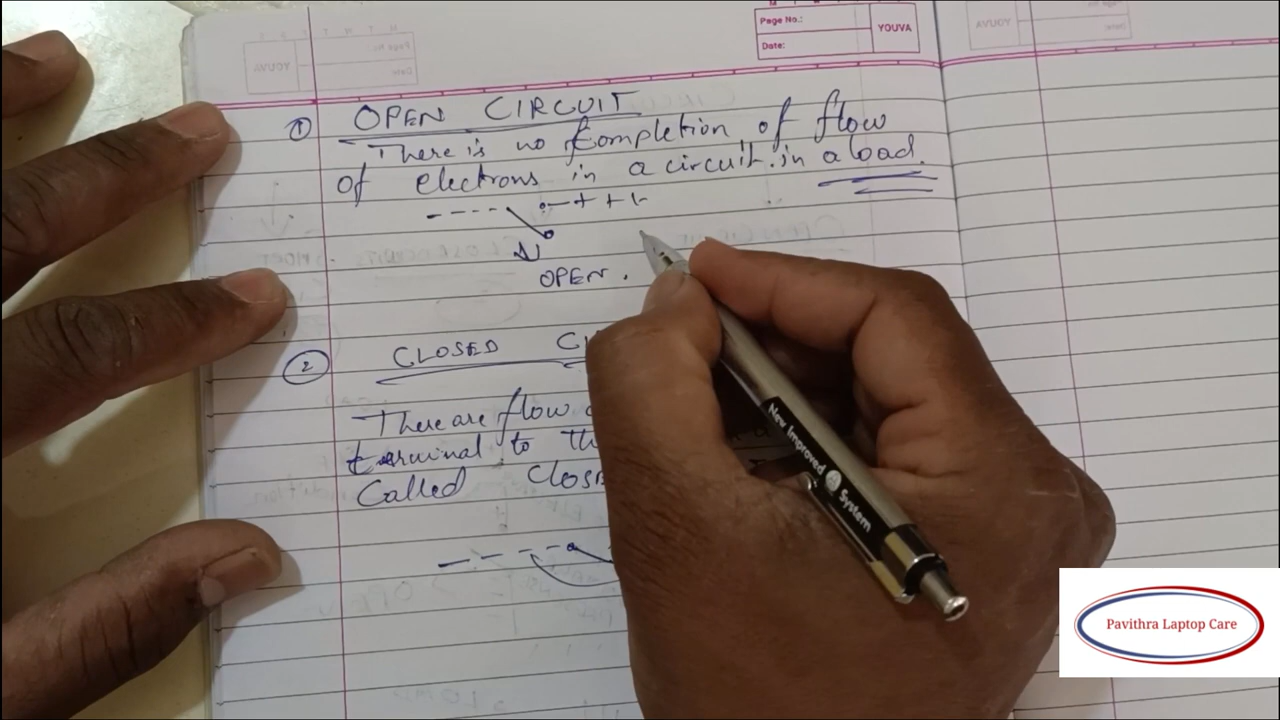 Page No.:
YOUVA
Date:
① OPEN CIRCUIT
There is no completion of flow
of electrons in a circuit. in a load.
- - - - + +
OPEN.
② CLOSED
There are flow
terminal to the
Called
New Improved System
Pavithra Laptop Care